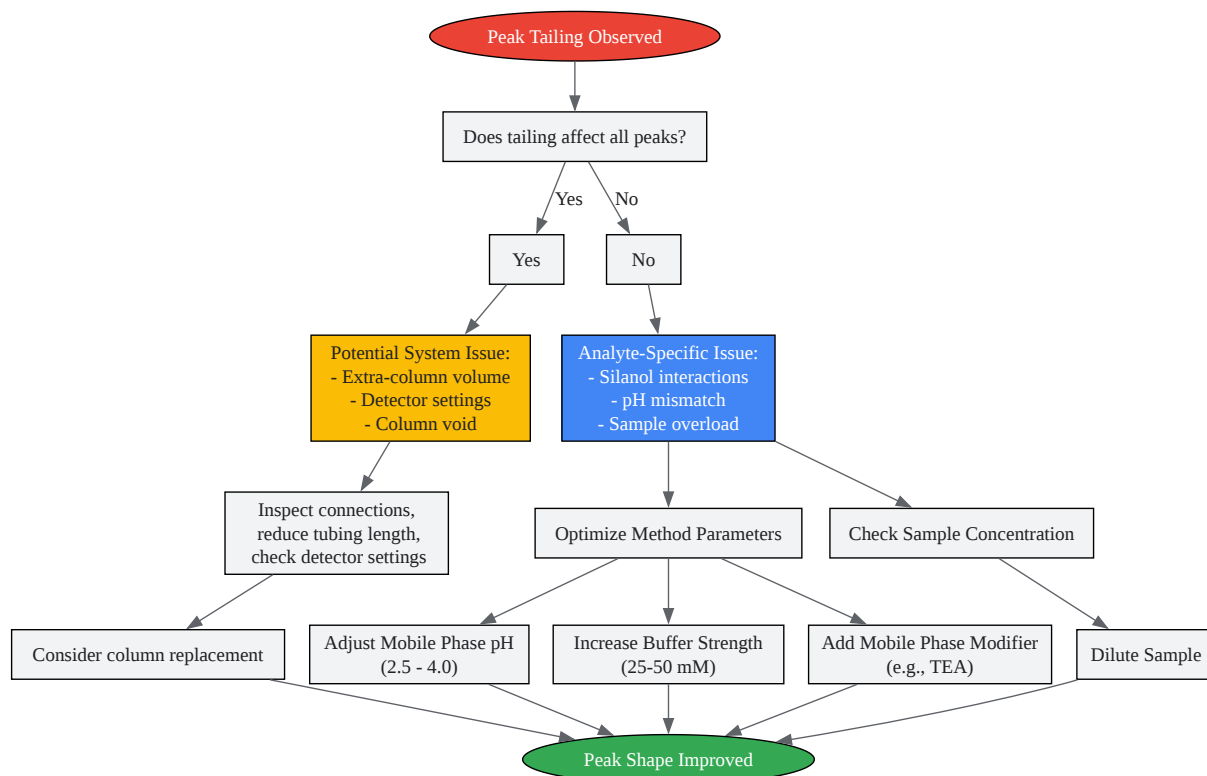 Peak Tailing Observed
Does tailing affect all peaks?
Yes
No
Yes
No
Potential System Issue:
- Extra-column volume
- Detector settings
- Column void
Analyte-Specific Issue:
- Silanol interactions
- pH mismatch
- Sample overload
Inspect connections,
reduce tubing length,
check detector settings
Optimize Method Parameters
Check Sample Concentration
Consider column replacement
Adjust Mobile Phase pH
(2.5 - 4.0)
Increase Buffer Strength
(25-50 mM)
Add Mobile Phase Modifier
(e.g., TEA)
Dilute Sample
Peak Shape Improved